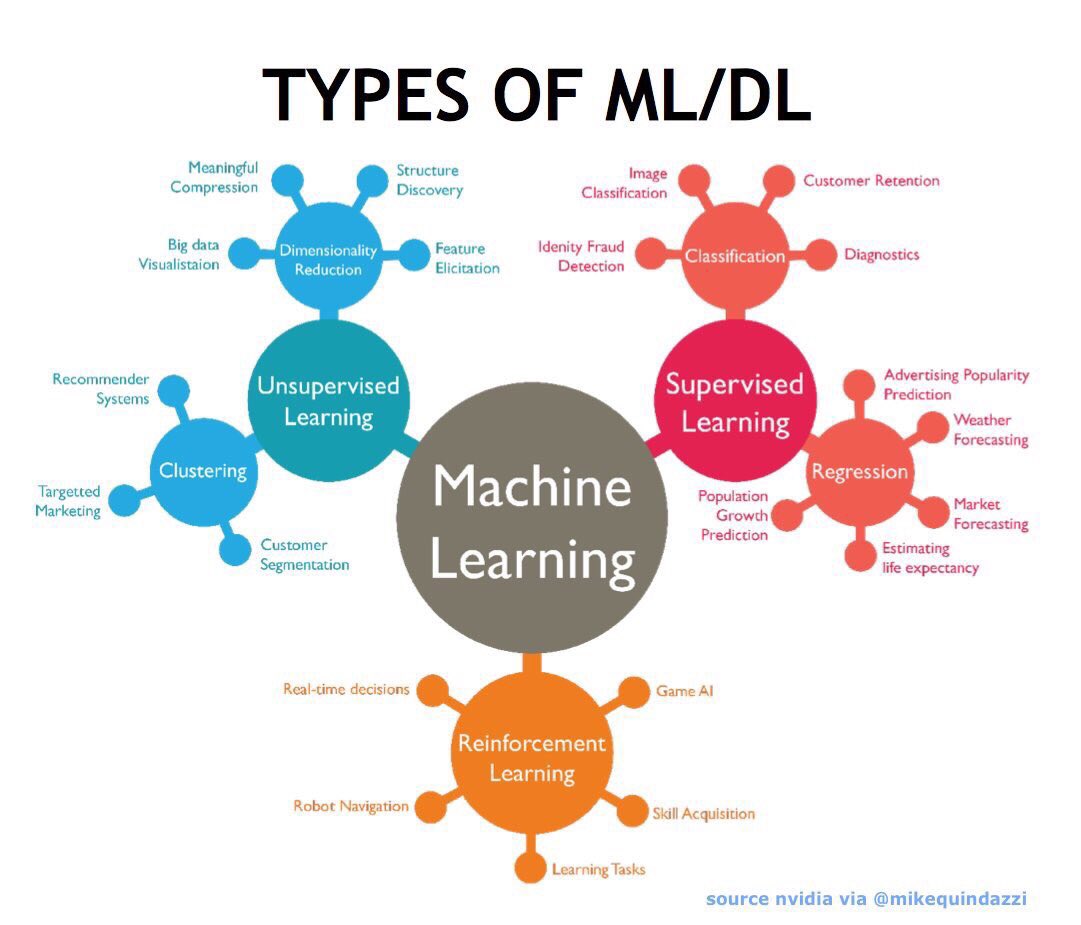 TYPES OF ML/DL
Meaningful
Compression
Structure
Discovery
Big data
Visualistaion
Dimensionality
Reduction
Feature
Elicitation
Image
Classification
Customer Retention
Idenity Fraud
Detection
Classification
Diagnostics
Unsupervised
Learning
Supervised
Learning
Recommender
Systems
Clustering
Targetted
Marketing
Customer
Segmentation
Machine
Learning
Advertising Popularity
Prediction
Weather
Forecasting
Regression
Population
Growth
Prediction
Market
Forecasting
Estimating
life expectancy
Real-time decisions
Game AI
Reinforcement
Learning
Robot Navigation
Skill Acquisition
Learning Tasks
source nvidia via @mikequindazzi